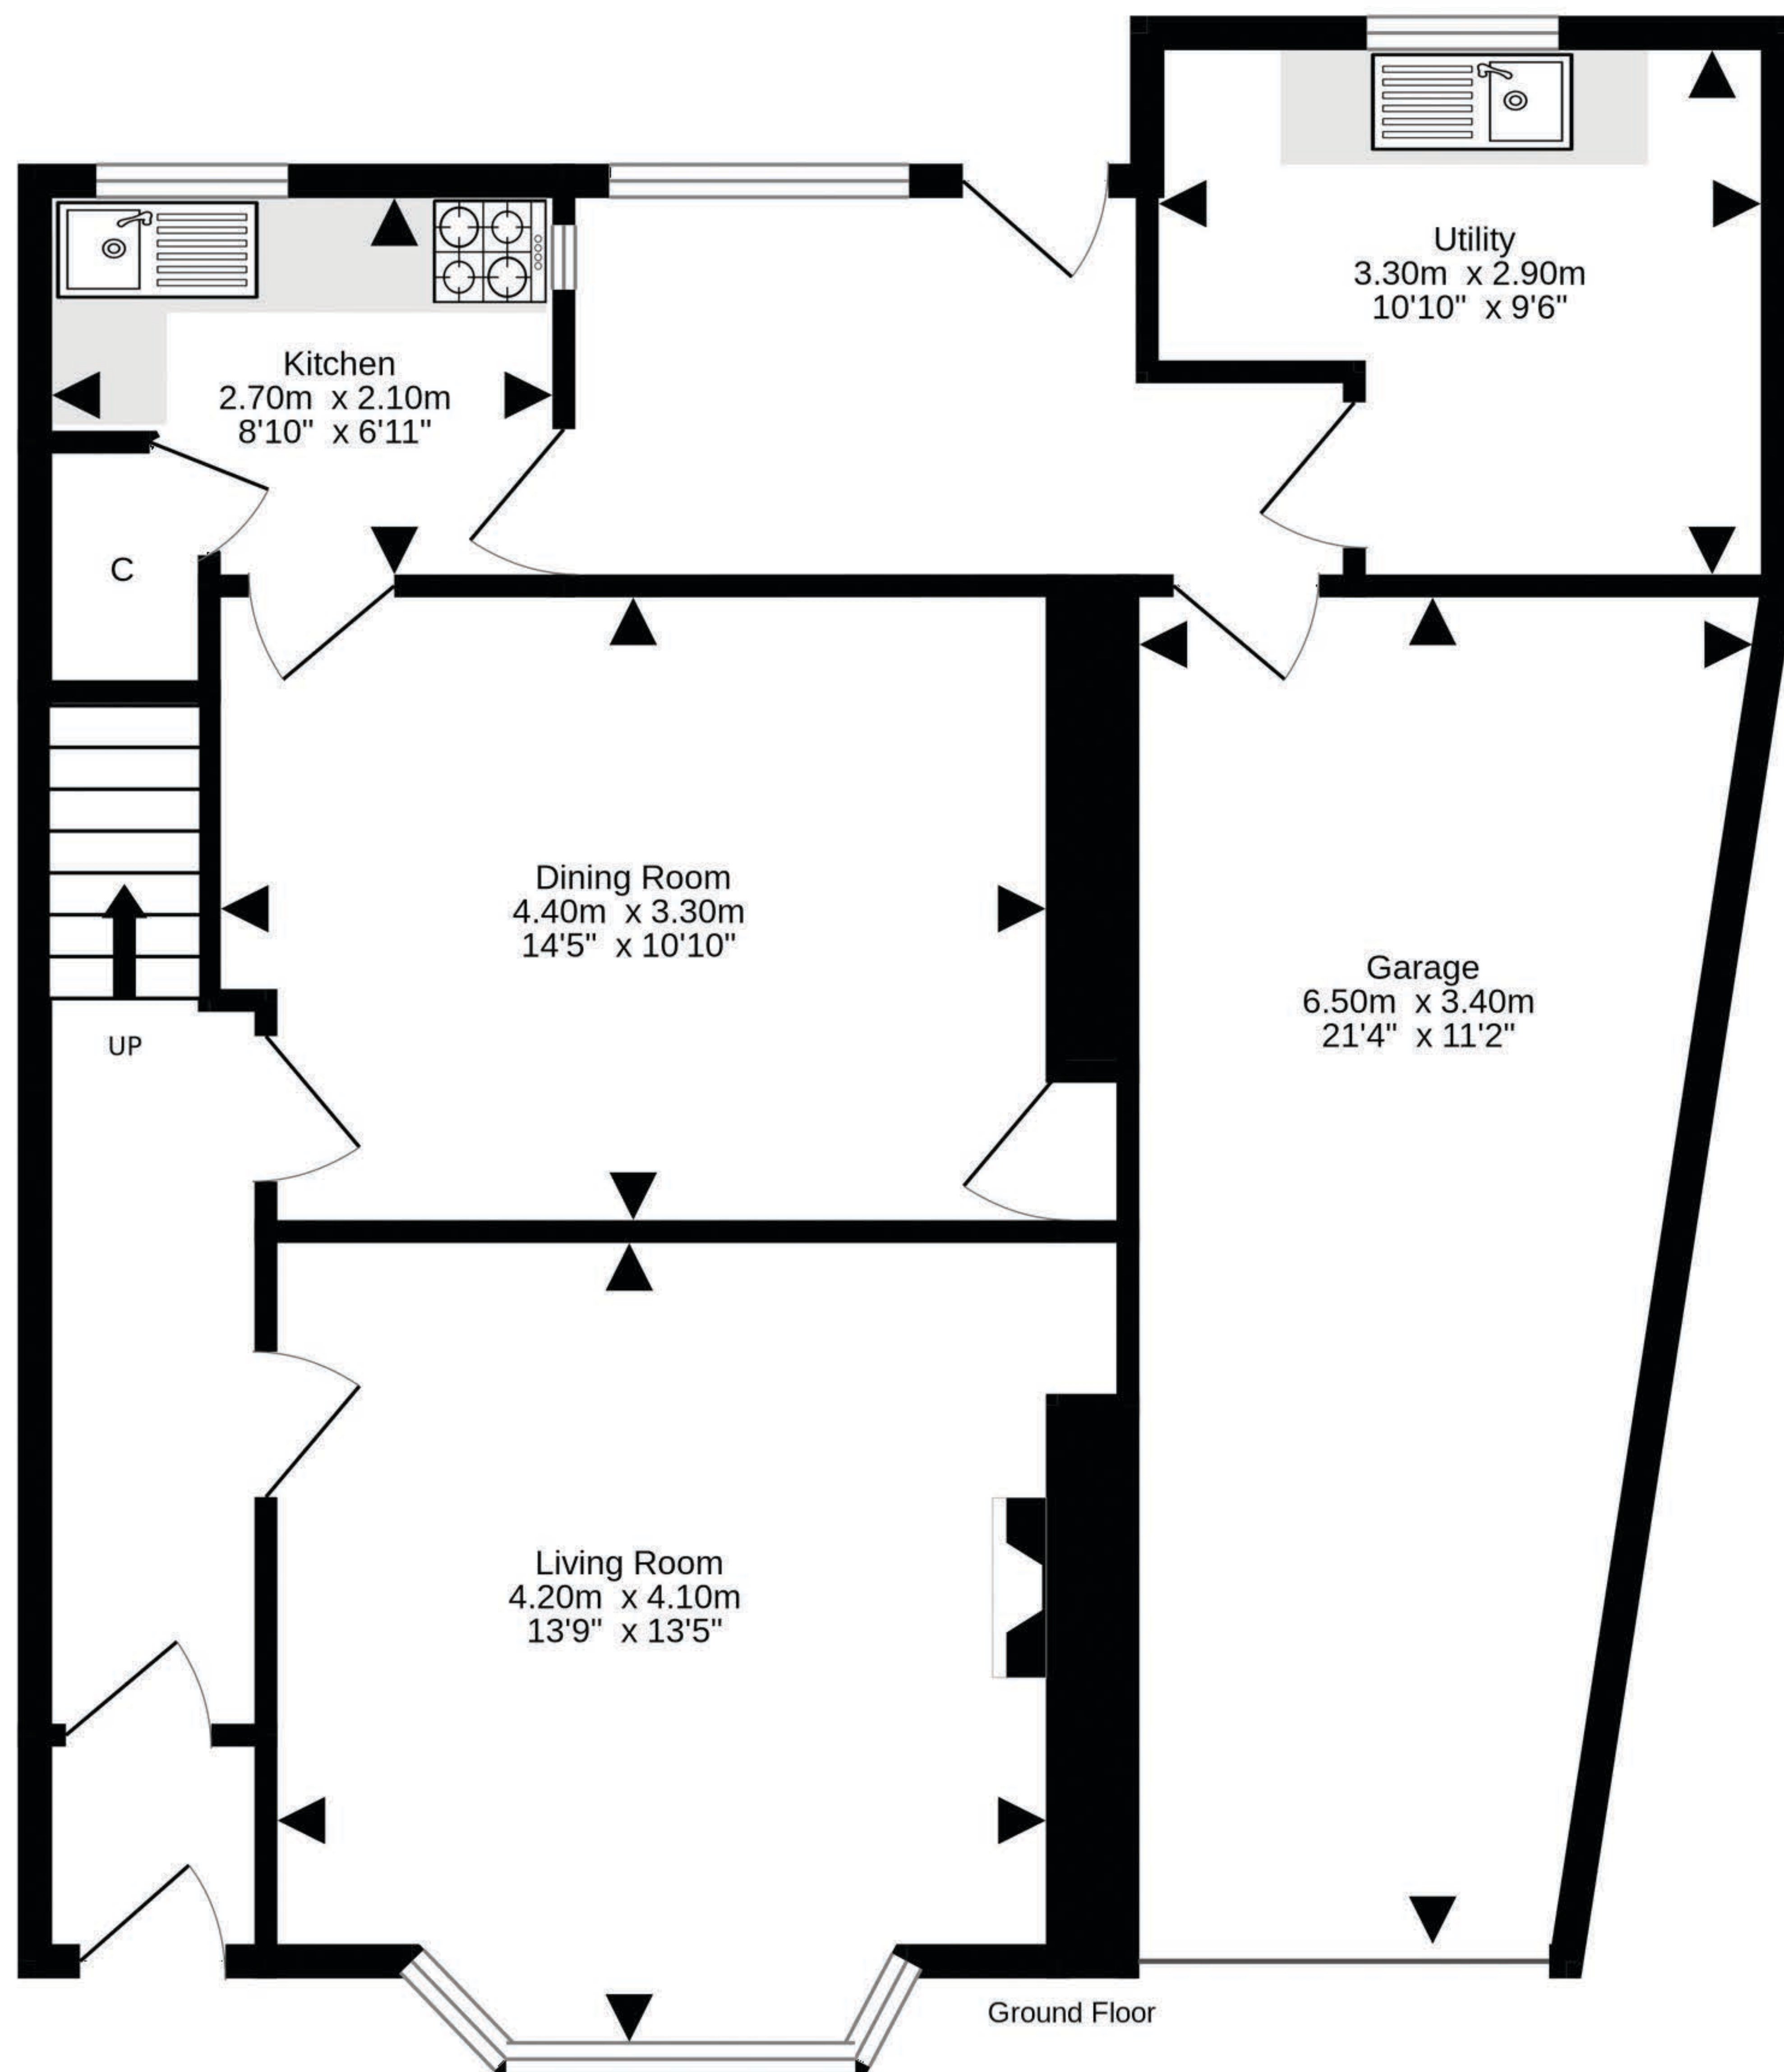 Utility
3.30m x 2.90m
10'10" x 9'6"
Kitchen
2.70m x 2.10m
8'10" x 6'11"
C
Dining Room
4.40m x 3.30m
14'5" x 10'10"
Garage
6.50m x 3.40m
21'4" x 11'2"
UP
Living Room
4.20m x 4.10m
13'9" x 13'5"
Ground Floor